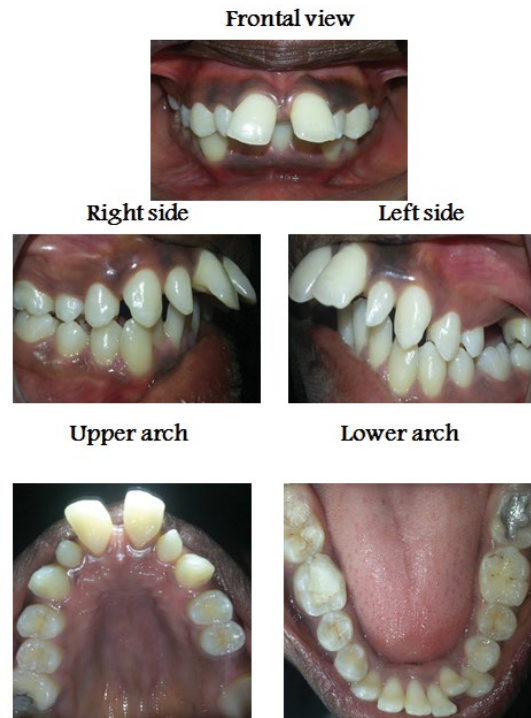 Frontal view
Right side
Left side
Upper arch
Lower arch